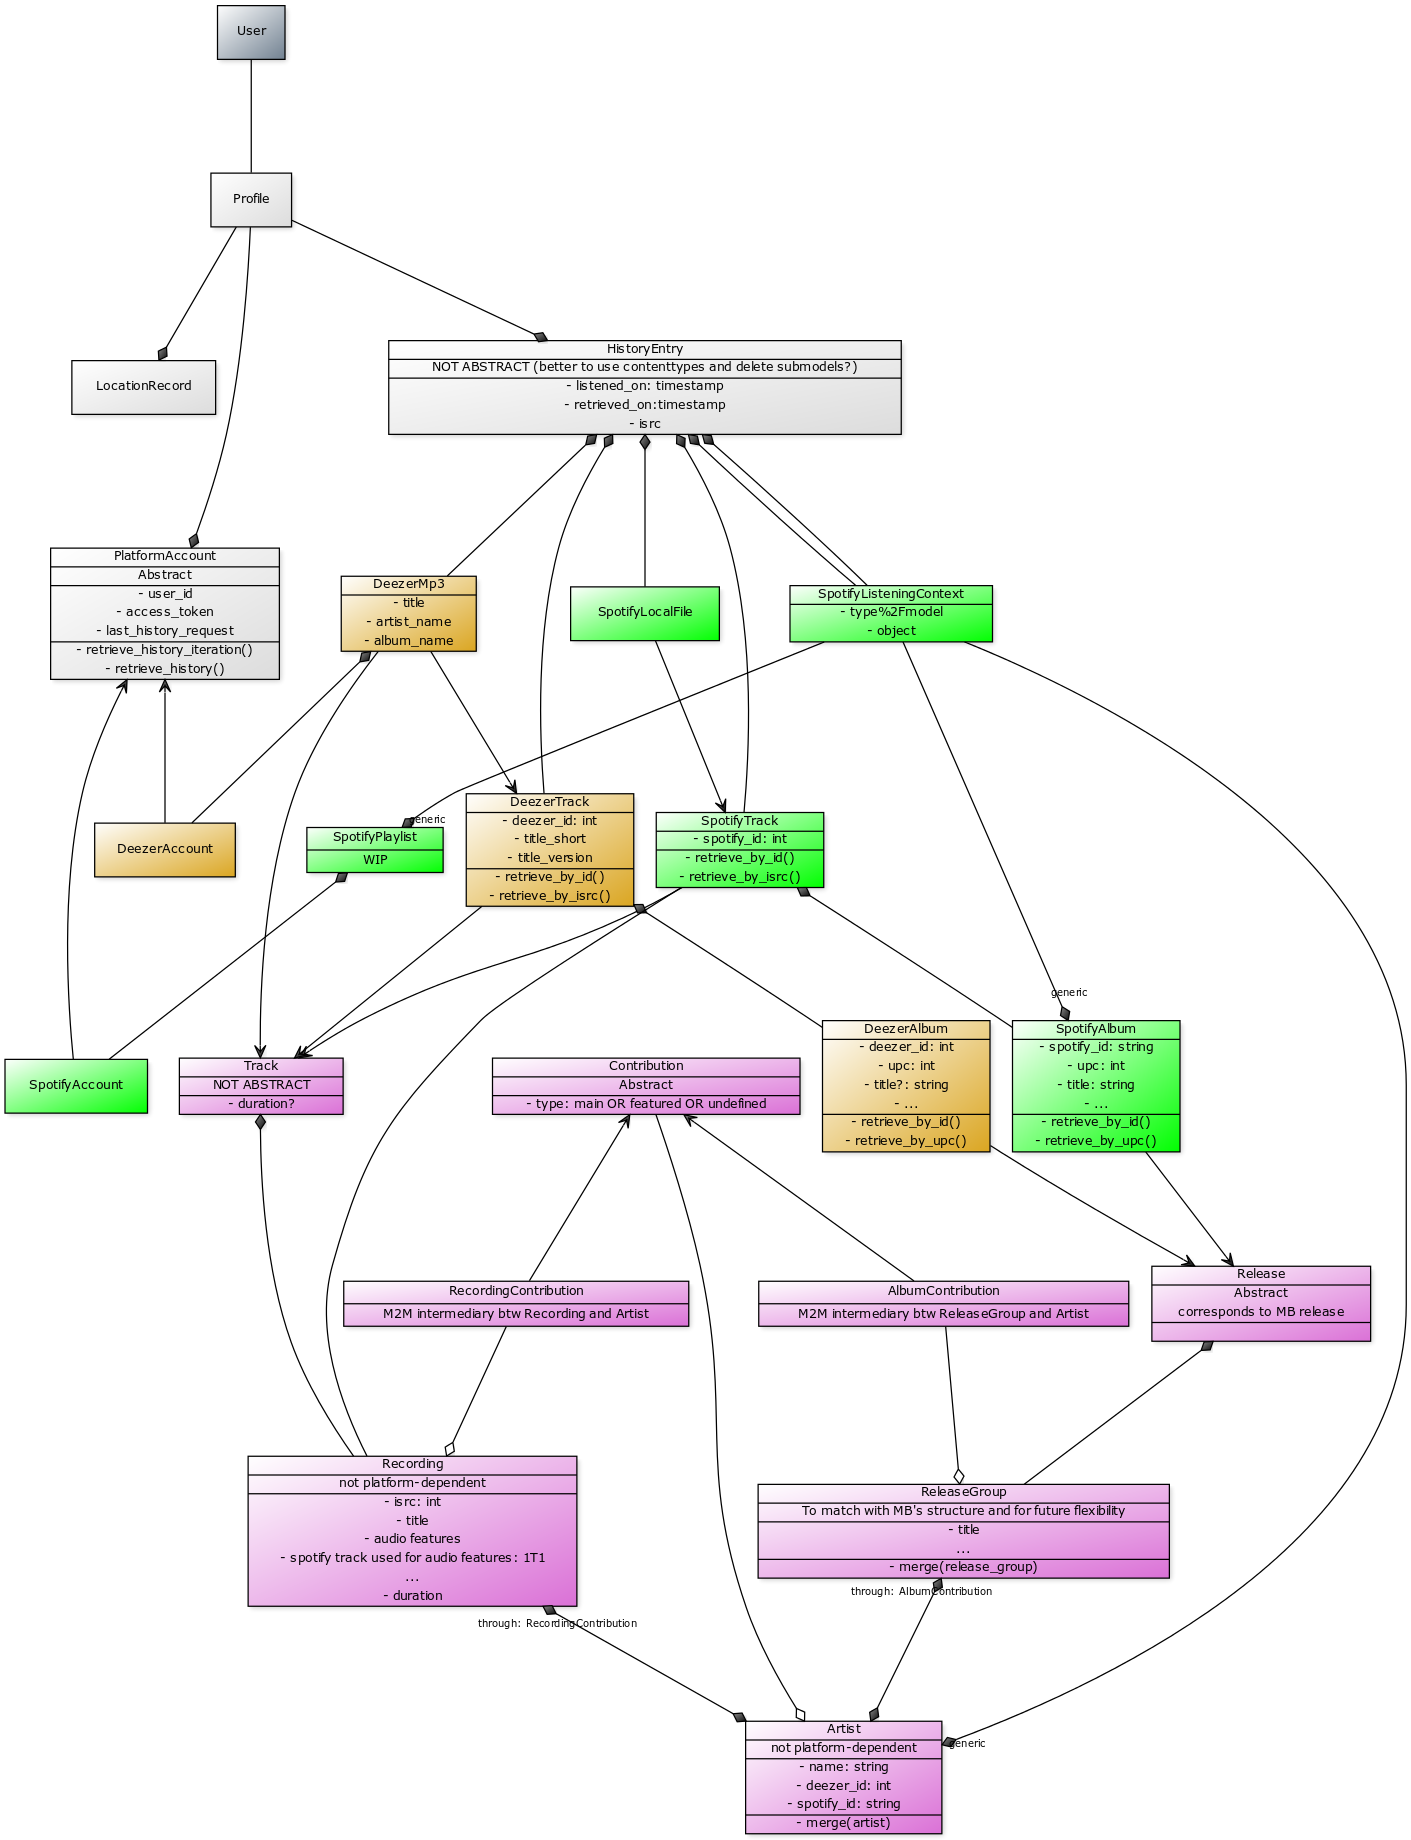 User
Profile
LocationRecord
HistoryEntry
NOT ABSTRACT (better to use contenttypes and delete submodels?)
- listened_on: timestamp
- retrieved_on:timestamp
- isrc
PlatformAccount
Abstract
- user_id
- access_token
- last_history_request
- retrieve_history_iteration()
- retrieve_history()
DeezerMp3
- title
- artist_name
- album_name
SpotifyLocalFile
SpotifyListeningContext
- type%2Fmodel
- object
DeezerAccount
generic
SpotifyPlaylist
WIP
DeezerTrack
- deezer_id: int
- title_short
- title_version
- retrieve_by_id()
- retrieve_by_isrc()
SpotifyTrack
- spotify_id: int
- retrieve_by_id()
- retrieve_by_isrc()
SpotifyAccount
Track
NOT ABSTRACT
- duration?
Contribution
Abstract
- type: main OR featured OR undefined
DeezerAlbum
- deezer_id: int
- upc: int
- title?: string
- ...
- retrieve_by_id()
- retrieve_by_upc()
generic
SpotifyAlbum
- spotify_id: string
- upc: int
- title: string
- ...
- retrieve_by_id()
- retrieve_by_upc()
RecordingContribution
M2M intermediary btw Recording and Artist
AlbumContribution
M2M intermediary btw ReleaseGroup and Artist
Release
Abstract
corresponds to MB release
Recording
not platform-dependent
- isrc: int
- title
- audio features
- spotify track used for audio features: 1T1
...
- duration
through: RecordingContribution
ReleaseGroup
To match with MB's structure and for future flexibility
- title
...
- merge(release_group)
through: AlbumContribution
Artist
not platform-dependent
- name: string
- deezer_id: int
- spotify_id: string
- merge(artist)
generic